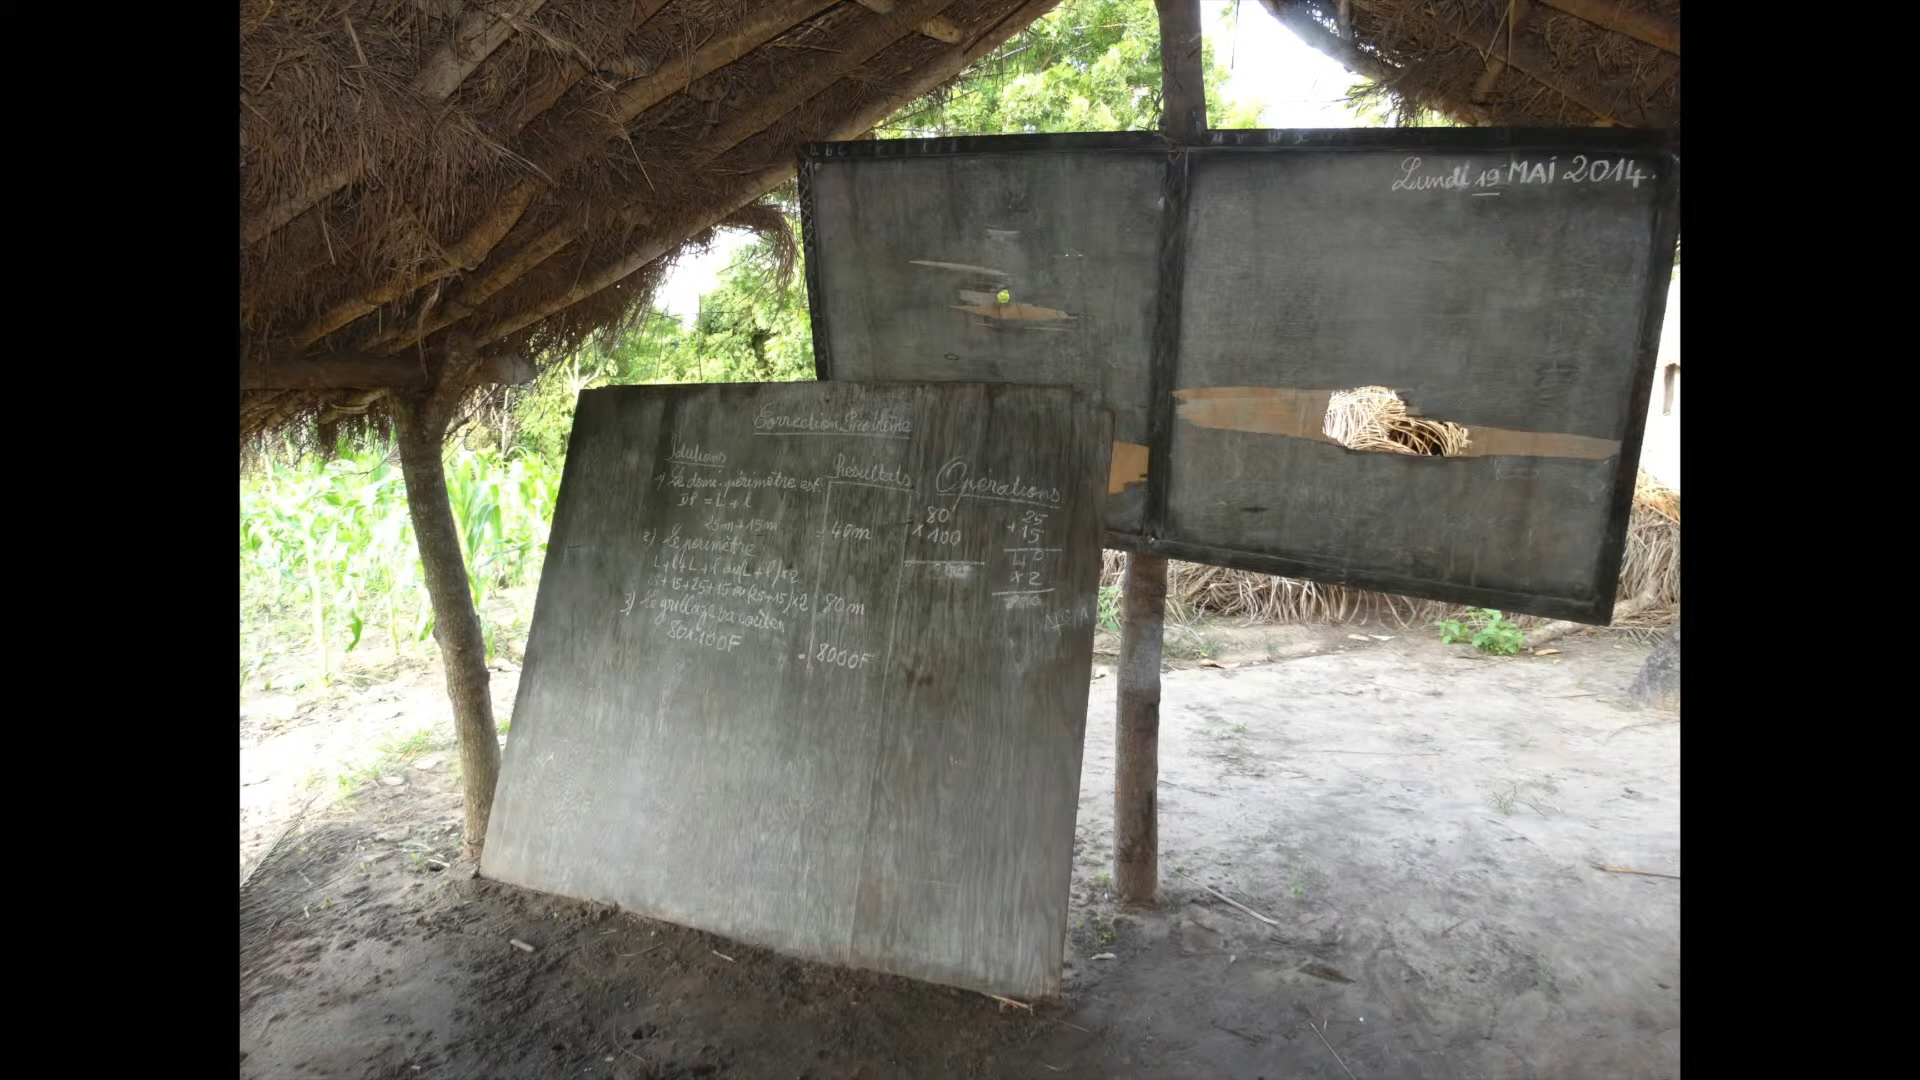 Lundi 19 MAI 2014.
Correction Problème
Solutions
1) Le demi-périmètre est
DP = L + l
25m + 15m
2) Le périmètre
L + l + L + l ou (L + l) x 2
25 + 15 + 25 + 15 ou (25 + 15) x 2
3) Le grillage va coûter
80 x 100F
Résultats
= 40m
80m
= 8000F
Opérations
80
x 100
25
+ 15
40
x 2